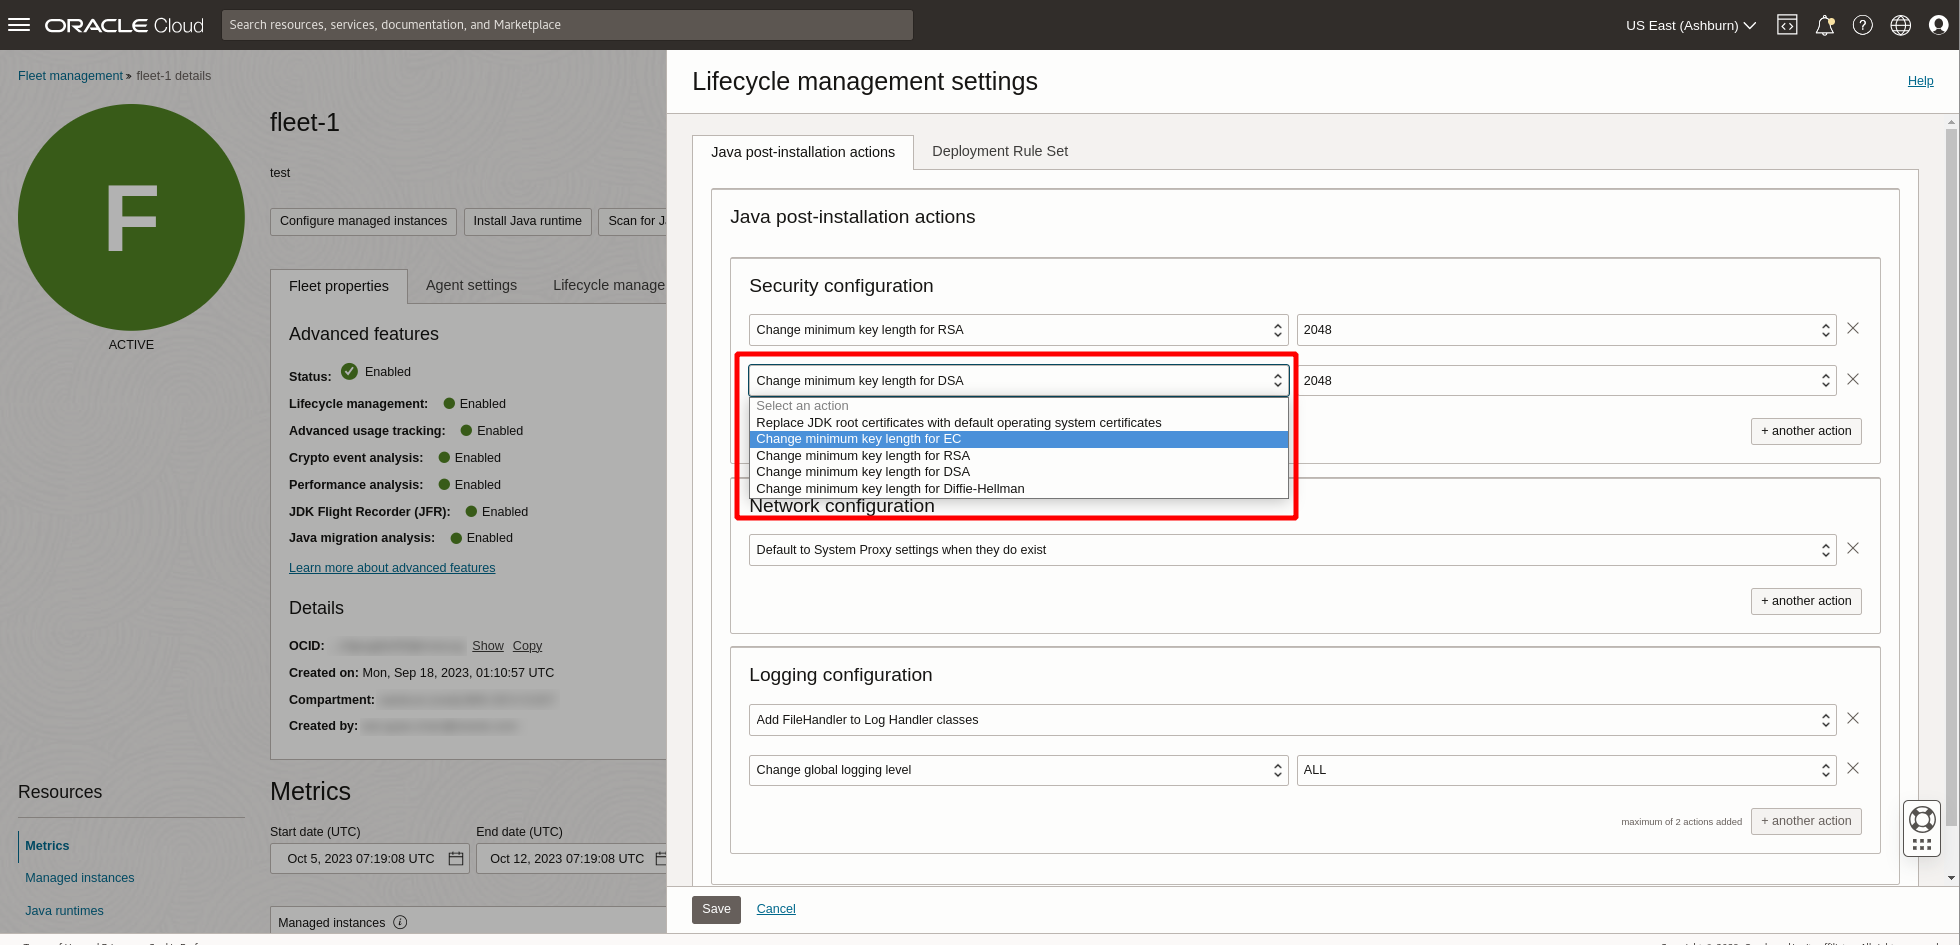 ORACLE Cloud
Search resources, services, documentation, and Marketplace
US East (Ashburn)
Fleet management » fleet-1 details
F
ACTIVE
fleet-1
test
Configure managed instances
Install Java runtime
Scan for J
Fleet properties
Agent settings
Lifecycle manage
Advanced features
Status: Enabled
Lifecycle management: Enabled
Advanced usage tracking: Enabled
Crypto event analysis: Enabled
Performance analysis: Enabled
JDK Flight Recorder (JFR): Enabled
Java migration analysis: Enabled
Learn more about advanced features
Details
OCID: Show Copy
Created on: Mon, Sep 18, 2023, 01:10:57 UTC
Compartment:
Created by:
Resources
Metrics
Managed instances
Java runtimes
Metrics
Start date (UTC)
End date (UTC)
Oct 5, 2023 07:19:08 UTC
Oct 12, 2023 07:19:08 UTC
Managed instances
Lifecycle management settings
Help
Java post-installation actions
Deployment Rule Set
Java post-installation actions
Security configuration
Change minimum key length for RSA
2048
Change minimum key length for DSA
2048
Select an action
Replace JDK root certificates with default operating system certificates
Change minimum key length for EC
Change minimum key length for RSA
Change minimum key length for DSA
Change minimum key length for Diffie-Hellman
+ another action
Network configuration
Default to System Proxy settings when they do exist
+ another action
Logging configuration
Add FileHandler to Log Handler classes
Change global logging level
ALL
maximum of 2 actions added
+ another action
Save
Cancel